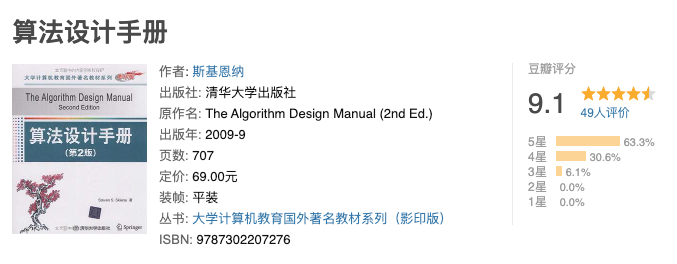 算法设计手册
大学计算机教育国外著名教材系列
The Algorithm Design Manual
Second Edition
算法设计手册
(第2版)
Steven S. Skiena 著
清华大学出版社
Springer
作者: 斯基恩纳
出版社: 清华大学出版社
原作名: The Algorithm Design Manual (2nd Ed.)
出版年: 2009-9
页数: 707
定价: 69.00元
装帧: 平装
丛书: 大学计算机教育国外著名教材系列（影印版）
ISBN: 9787302207276
豆瓣评分
9.1
49人评价
5星 63.3%
4星 30.6%
3星 6.1%
2星 0.0%
1星 0.0%